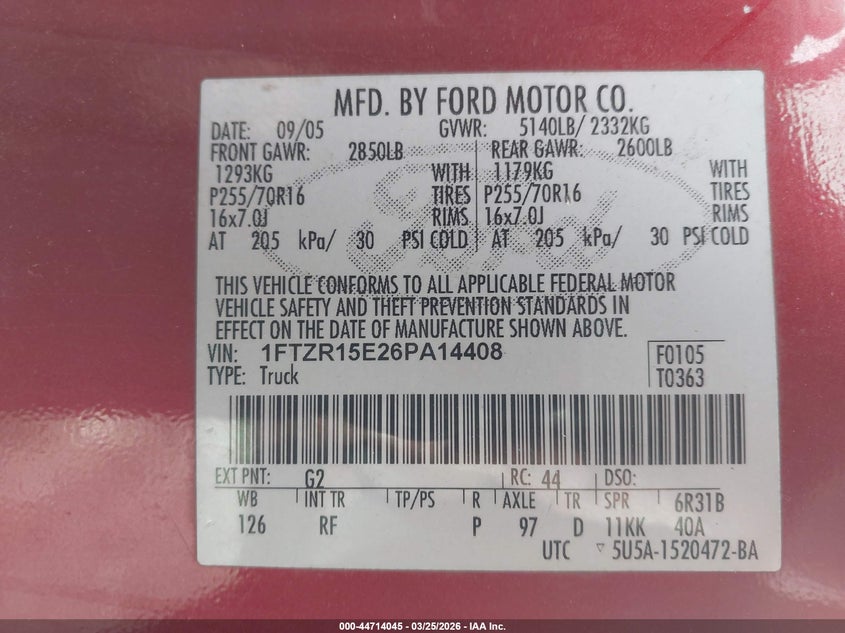 MFD. BY FORD MOTOR CO.
DATE: 09/05 GVWR: 5140LB/ 2332KG
FRONT GAWR: 2850LB REAR GAWR: 2600LB
1293KG WITH 1179KG WITH
P255/70R16 TIRES P255/70R16 TIRES
16x7.0J RIMS 16x7.0J RIMS
AT 205 kPa/ 30 PSI COLD AT 205 kPa/ 30 PSI COLD
Ford
THIS VEHICLE CONFORMS TO ALL APPLICABLE FEDERAL MOTOR
VEHICLE SAFETY AND THEFT PREVENTION STANDARDS IN
EFFECT ON THE DATE OF MANUFACTURE SHOWN ABOVE.
VIN: 1FTZR15E26PA14408 F0105
TYPE: Truck T0363
EXT PNT: G2 RC: 44 DSO:
WB INT TR TP/PS R AXLE TR SPR 6R31B
126 RF P 97 D 11KK 40A
UTC ▽ 5U5A-1520472-BA
000-44714045 - 03/25/2026 - IAA Inc.